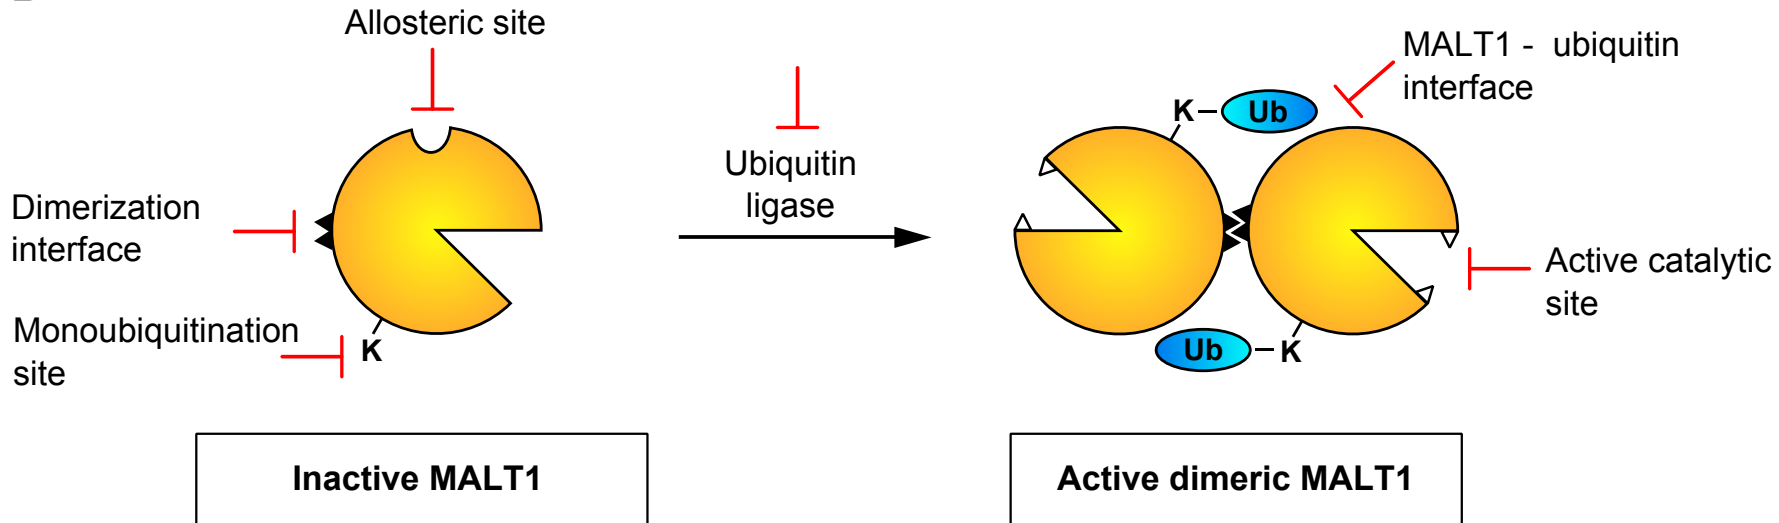 Allosteric site
MALT1 - ubiquitin
interface
K
Ub
Ubiquitin
ligase
Dimerization
interface
Active catalytic
site
Monoubiquitination
site
K
Ub
K
Inactive MALT1
Active dimeric MALT1